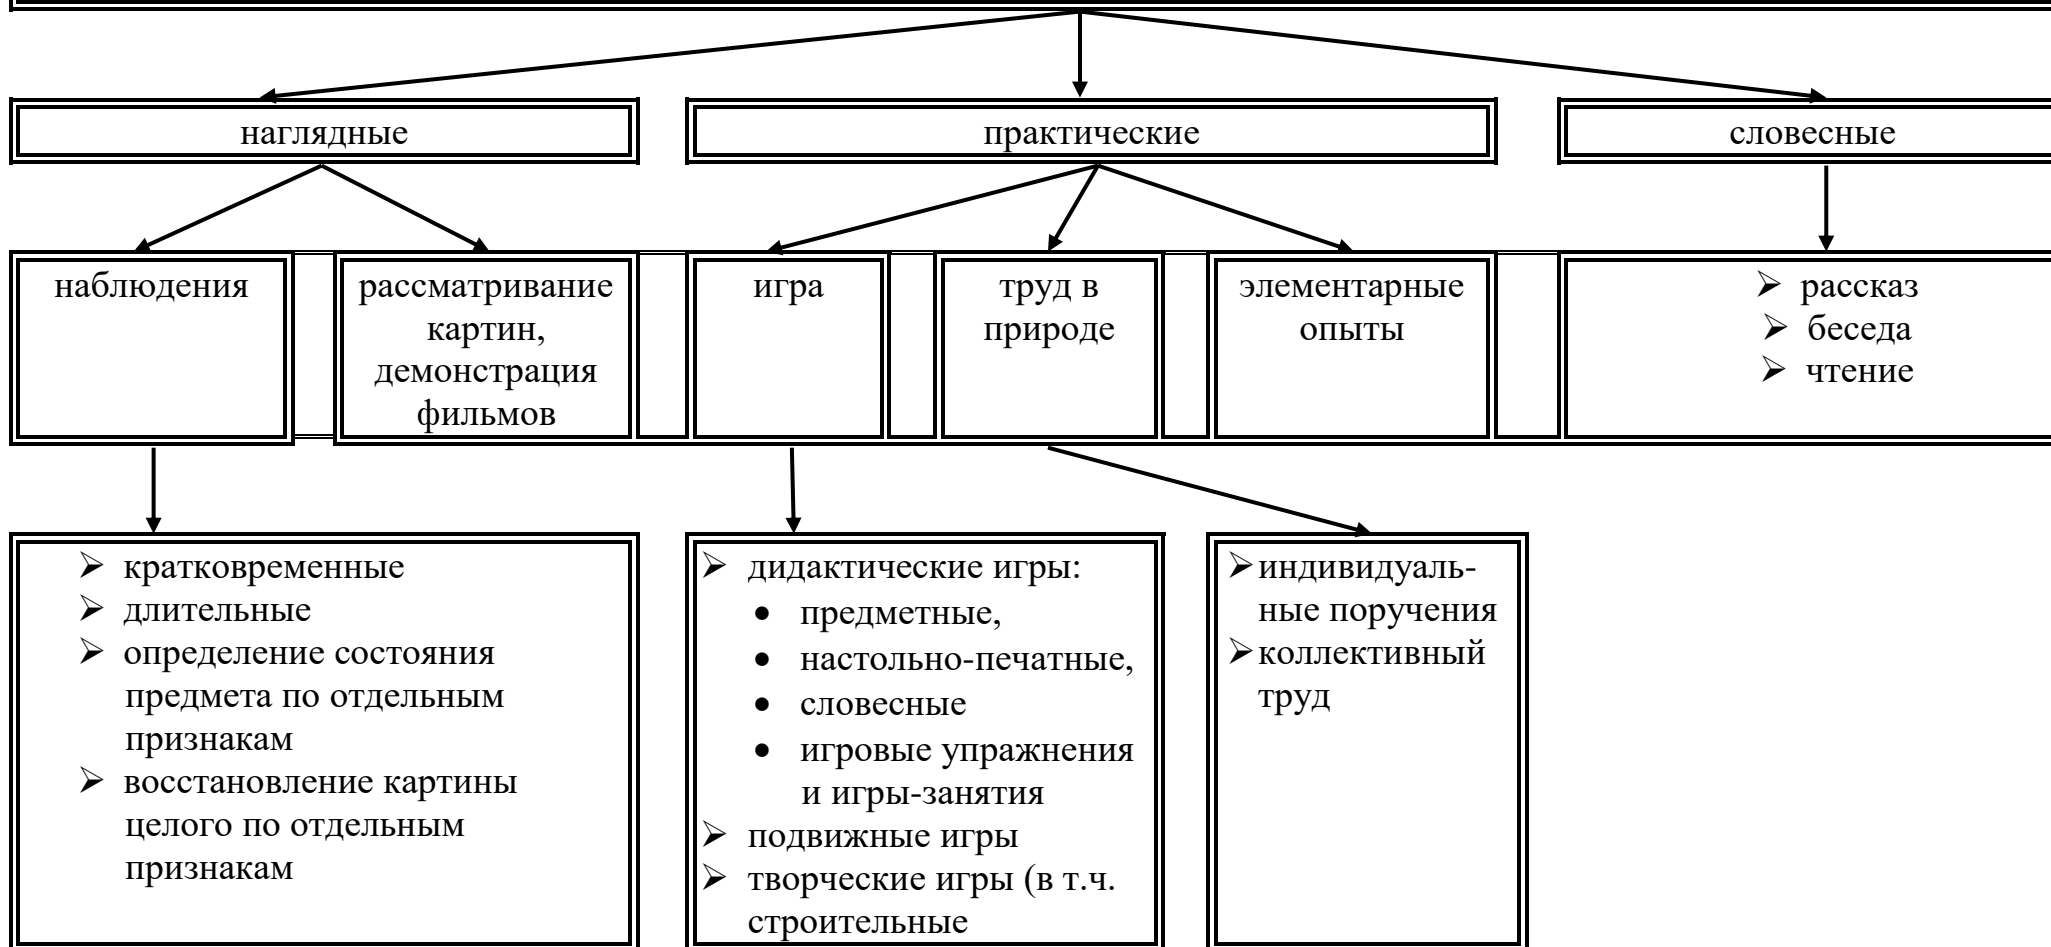 наглядные
практические
словесные
наблюдения
рассматривание
картин,
демонстрация
фильмов
игра
труд в
природе
элементарные
опыты
➢ рассказ
➢ беседа
➢ чтение
➢ кратковременные
➢ длительные
➢ определение состояния
предмета по отдельным
признакам
➢ восстановление картины
целого по отдельным
признакам
➢ дидактические игры:
• предметные,
• настольно-печатные,
• словесные
• игровые упражнения
и игры-занятия
➢ подвижные игры
➢ творческие игры (в т.ч.
строительные
➢ индивидуаль-
ные поручения
➢ коллективный
труд